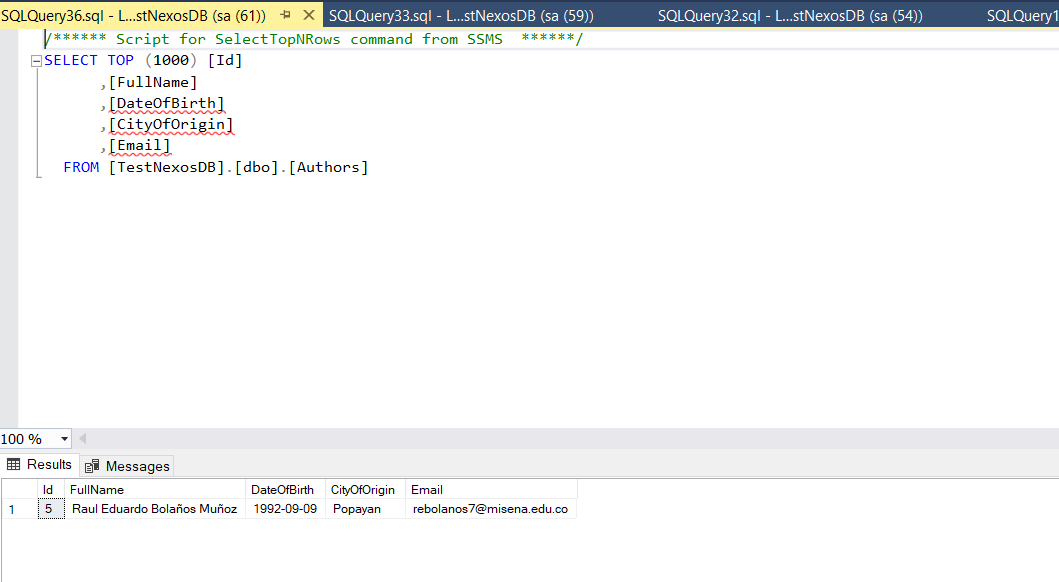 SQLQuery36.sql - L...stNexosDB (sa (61)) SQLQuery33.sql - L...stNexosDB (sa (59)) SQLQuery32.sql - L...stNexosDB (sa (54)) SQLQuery1
/****** Script for SelectTopNRows command from SSMS  ******/
SELECT TOP (1000) [Id]
,[FullName]
,[DateOfBirth]
,[CityOfOrigin]
,[Email]
FROM [TestNexosDB].[dbo].[Authors]
100 %
Results Messages
Id FullName DateOfBirth CityOfOrigin Email
1 5 Raul Eduardo Bolaños Muñoz 1992-09-09 Popayan rebolanos7@misena.edu.co